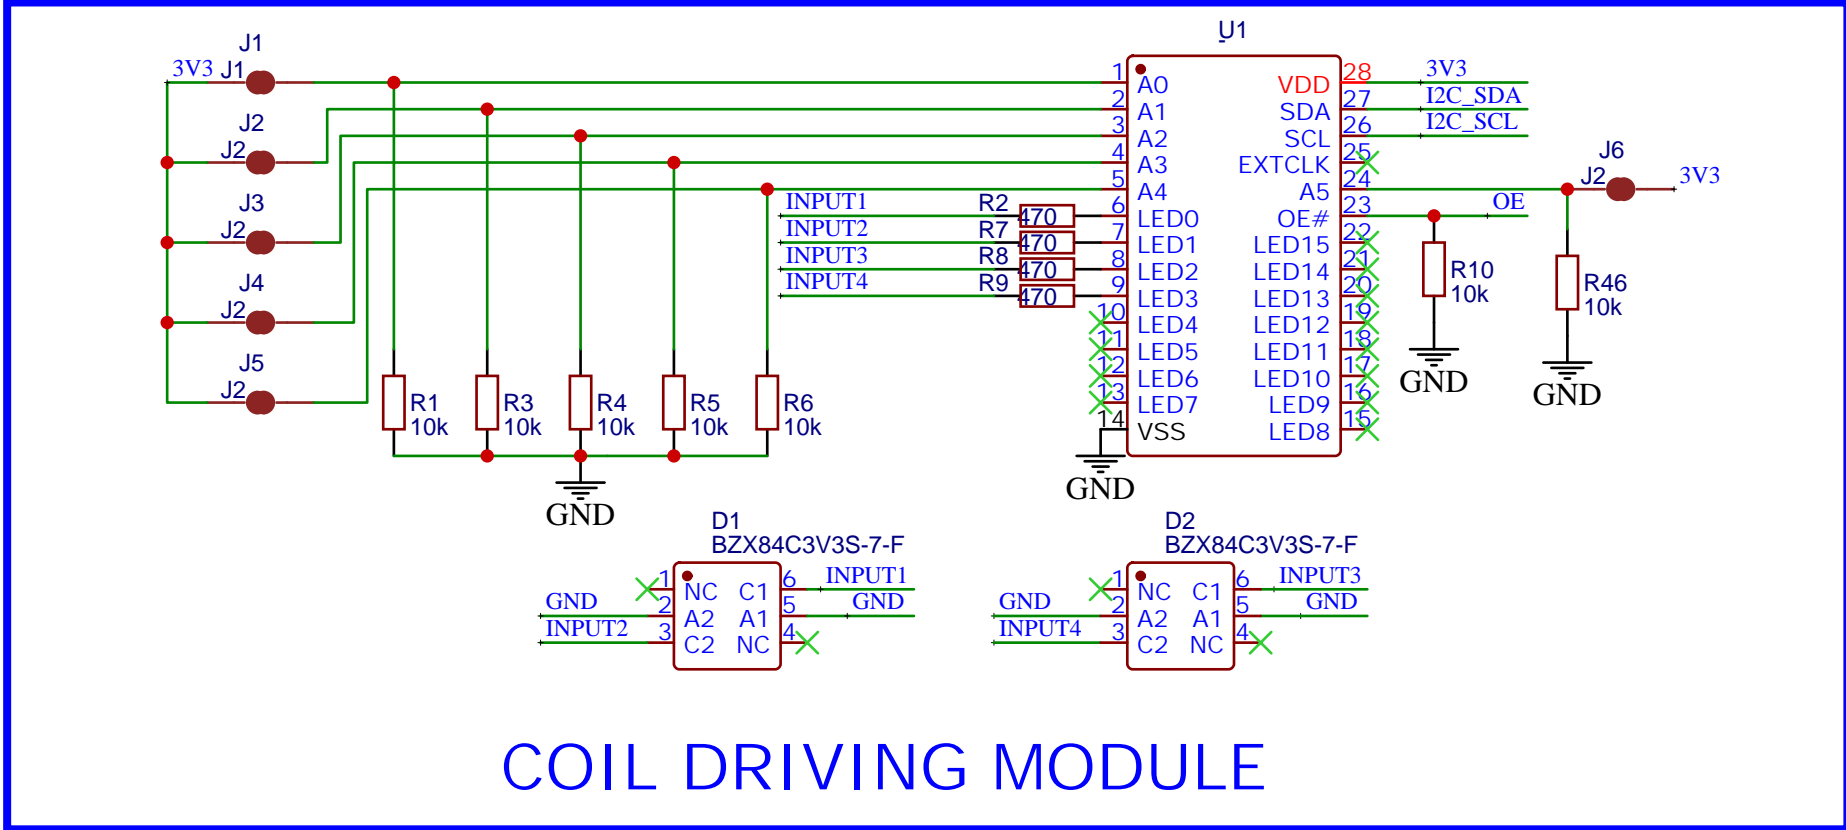 J1
3V3 J1
J2
J2
J3
J2
J4
J2
J5
J2
R1
10k
R3
10k
R4
10k
R5
10k
R6
10k
GND
INPUT1 R2 470
INPUT2 R7 470
INPUT3 R8 470
INPUT4 R9 470
U1
1 A0 VDD 28 3V3
2 A1 SDA 27 I2C_SDA
3 A2 SCL 26 I2C_SCL
4 A3 EXTCLK 25
5 A4 A5 24
6 LED0 OE# 23 OE
7 LED1 LED15 22
8 LED2 LED14 21
9 LED3 LED13 20
10 LED4 LED12 19
11 LED5 LED11 18
12 LED6 LED10 17
13 LED7 LED9 16
14 VSS LED8 15
GND
J6
J2 3V3
R10
10k
GND
R46
10k
GND
D1
BZX84C3V3S-7-F
1 NC C1 6 INPUT1
GND 2 A2 A1 5 GND
INPUT2 3 C2 NC 4
D2
BZX84C3V3S-7-F
1 NC C1 6 INPUT3
GND 2 A2 A1 5 GND
INPUT4 3 C2 NC 4
COIL DRIVING MODULE